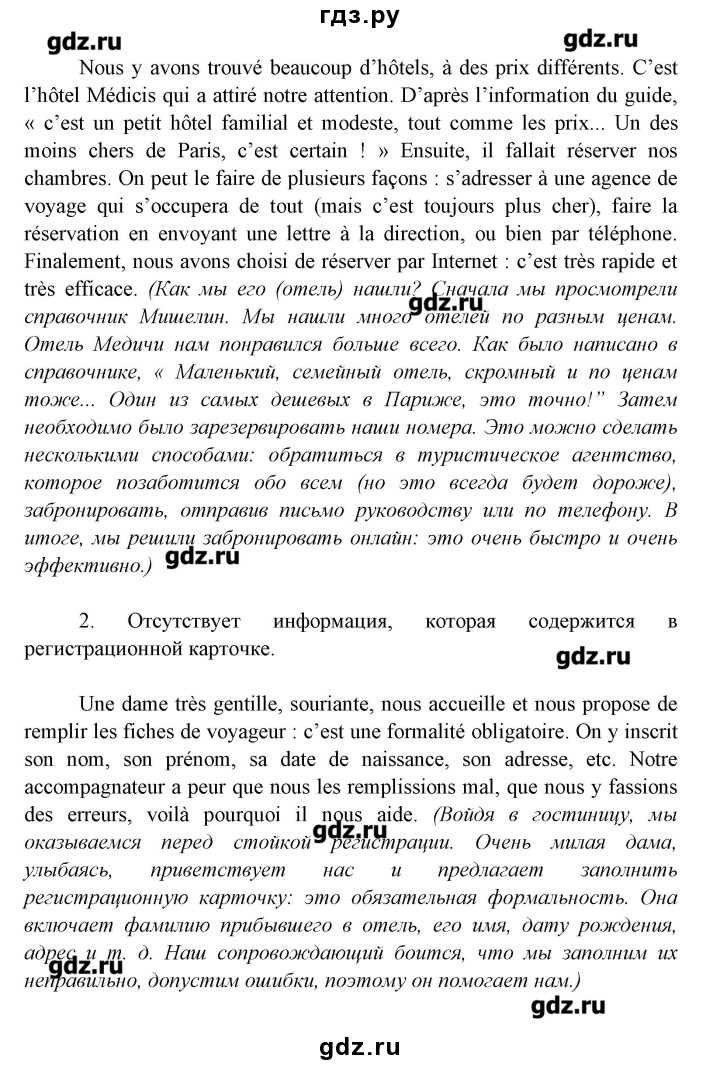 гдз.ру
gdz.ru
gdz.ru
Nous y avons trouvé beaucoup d’hôtels, à des prix différents. C’est
l’hôtel Médicis qui a attiré notre attention. D’après l’information du guide,
« c’est un petit hôtel familial et modeste, tout comme les prix... Un des
moins chers de Paris, c’est certain ! » Ensuite, il fallait réserver nos
chambres. On peut le faire de plusieurs façons : s’adresser à une agence de
voyage qui s’occupera de tout (mais c’est toujours plus cher), faire la
réservation en envoyant une lettre à la direction, ou bien par téléphone.
Finalement, nous avons choisi de réserver par Internet : c’est très rapide et
très efficace. (Как мы его (отель) нашли? Сначала мы просмотрели
gdz.ru
справочник Мишелин. Мы нашли много отелей по разным ценам.
Отель Медичи нам понравился больше всего. Как было написано в
справочнике, « Маленький, семейный отель, скромный и по ценам
тоже... Один из самых дешевых в Париже, это точно!” Затем
необходимо было зарезервировать наши номера. Это можно сделать
несколькими способами: обратиться в туристическое агентство,
которое позаботится обо всем (но это всегда будет дороже),
забронировать, отправив письмо руководству или по телефону. В
итоге, мы решили забронировать онлайн: это очень быстро и очень
эффективно.)
gdz.ru
2. Отсутствует информация, которая содержится в
регистрационной карточке.
gdz.ru
Une dame très gentille, souriante, nous accueille et nous propose de
remplir les fiches de voyageur : c’est une formalité obligatoire. On y inscrit
son nom, son prénom, sa date de naissance, son adresse, etc. Notre
accompagnateur a peur que nous les remplissions mal, que nous y fassions
des erreurs, voilà pourquoi il nous aide. (Войдя в гостиницу, мы
gdz.ru
оказываемся перед стойкой регистрации. Очень милая дама,
улыбаясь, приветствует нас и предлагает заполнить
регистрационную карточку: это обязательная формальность. Она
включает фамилию прибывшего в отель, его имя, дату рождения,
адрес и т. д. Наш сопровождающий боится, что мы заполним их
gdz.ru
неправильно, допустим ошибки, поэтому он помогает нам.)
gdz.ru
gdz.ru